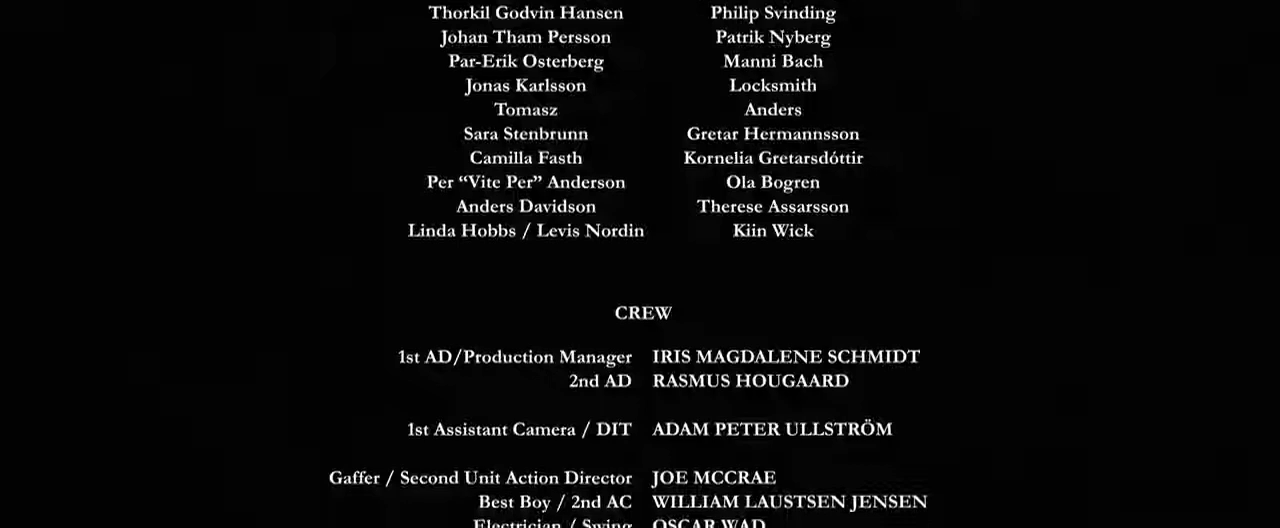 Thorkil Godvin Hansen Philip Svinding
Johan Tham Persson Patrik Nyberg
Par-Erik Osterberg Manni Bach
Jonas Karlsson Locksmith
Tomasz Anders
Sara Stenbrunn Gretar Hermannsson
Camilla Fasth Kornelia Gretarsdóttir
Per “Vite Per” Anderson Ola Bogren
Anders Davidson Therese Assarsson
Linda Hobbs / Levis Nordin Kiin Wick
CREW
1st AD/Production Manager IRIS MAGDALENE SCHMIDT
2nd AD RASMUS HOUGAARD
1st Assistant Camera / DIT ADAM PETER ULLSTRÖM
Gaffer / Second Unit Action Director JOE MCCRAE
Best Boy / 2nd AC WILLIAM LAUSTSEN JENSEN
Electrician / Swing OSCAR WAD